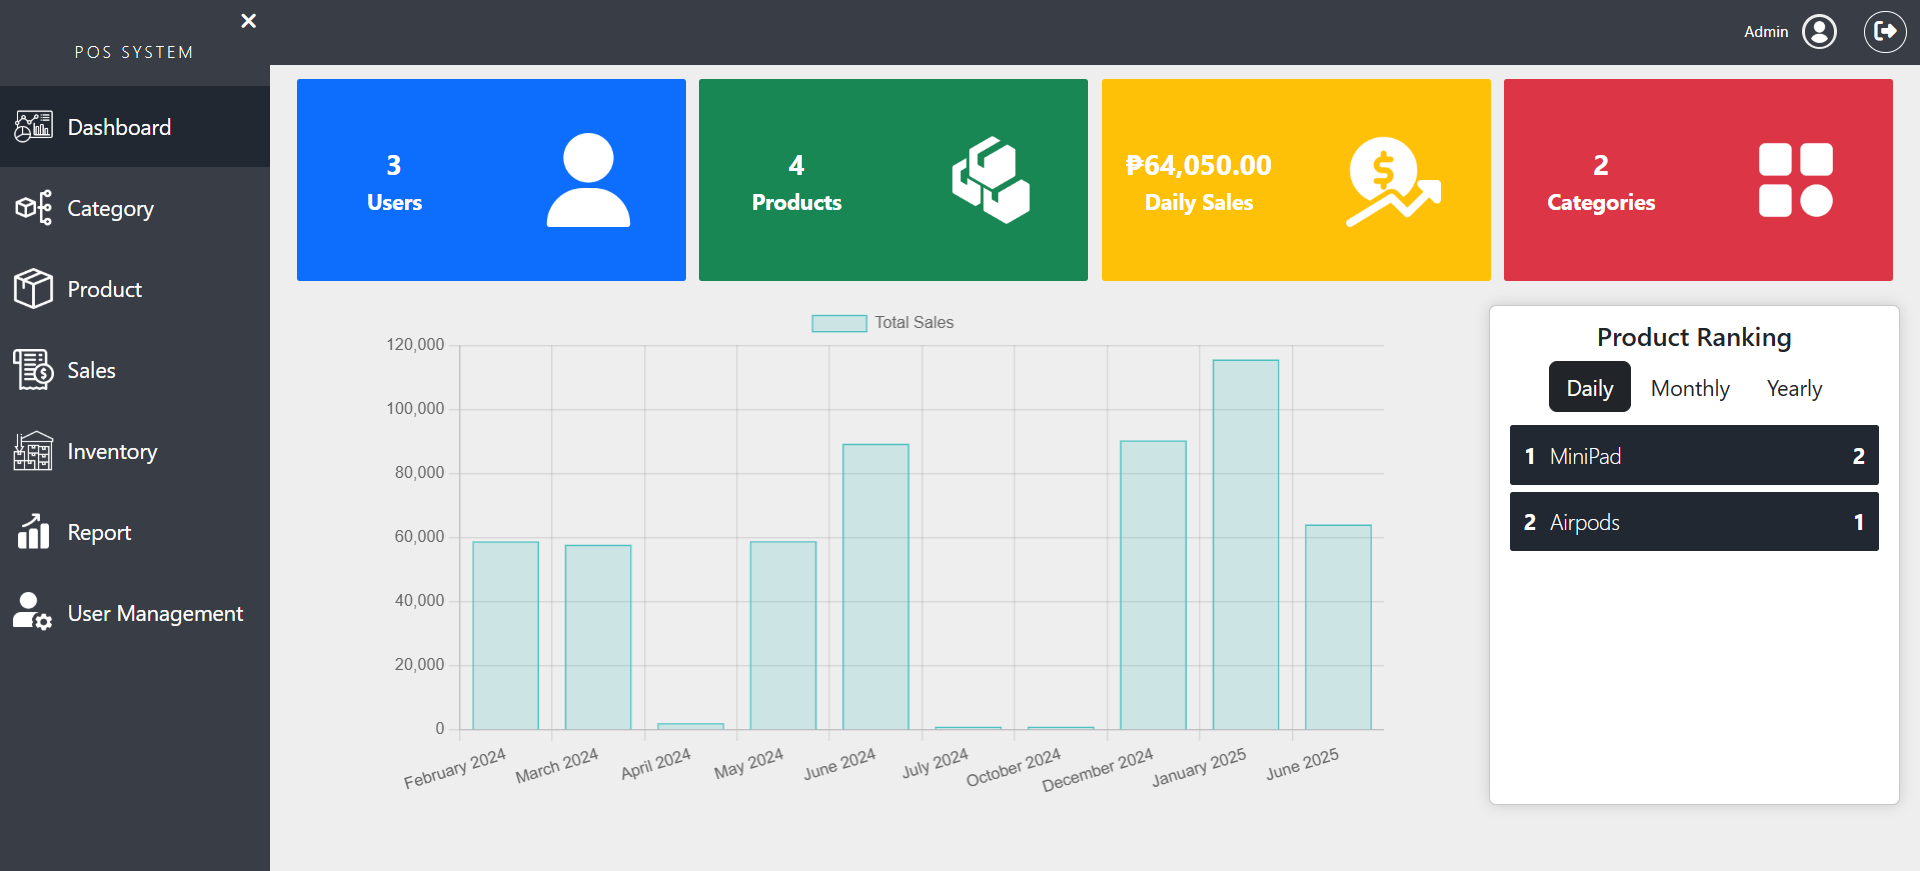 POS SYSTEM
Admin
Dashboard
Category
Product
Sales
Inventory
Report
User Management
3
Users
4
Products
₱64,050.00
Daily Sales
2
Categories
Total Sales
120,000
100,000
80,000
60,000
40,000
20,000
0
February 2024
March 2024
April 2024
May 2024
June 2024
July 2024
October 2024
December 2024
January 2025
June 2025
Product Ranking
Daily Monthly Yearly
1 MiniPad 2
2 Airpods 1